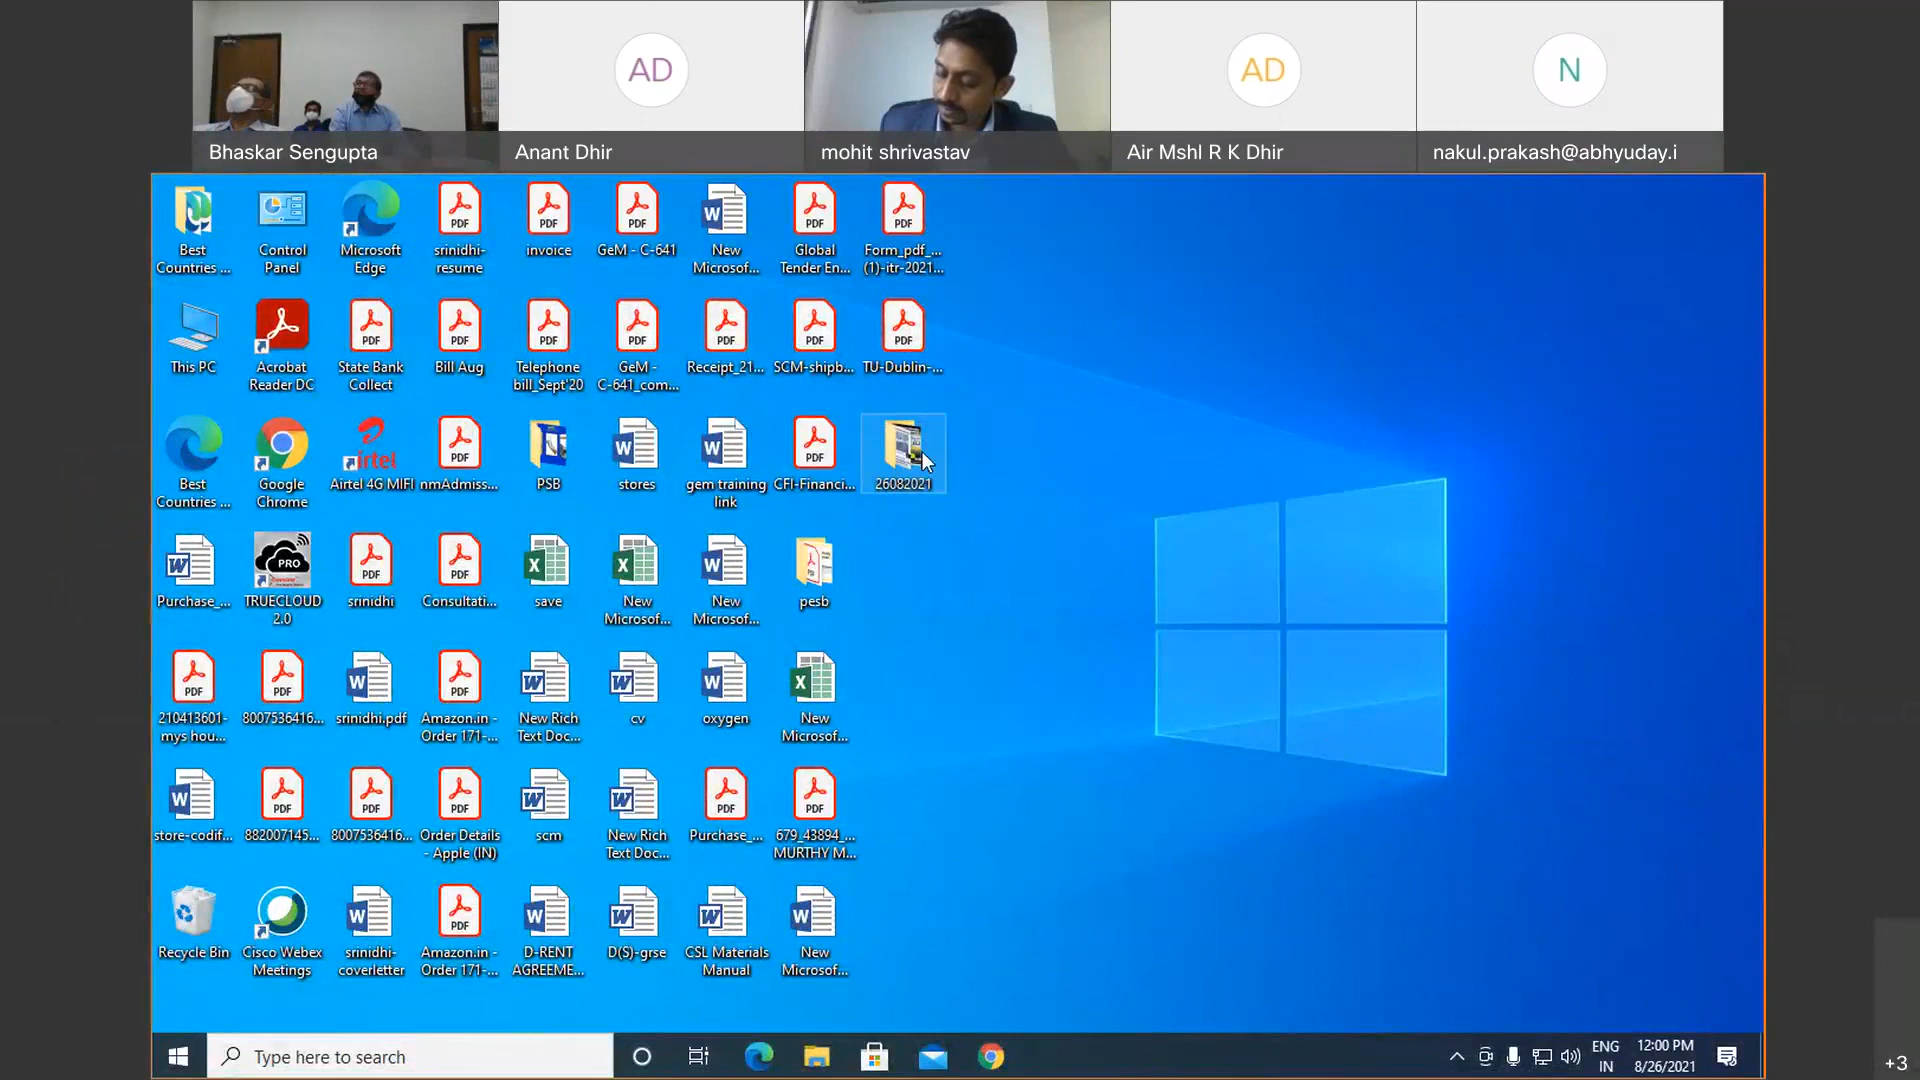 AD
AD
N
Bhaskar Sengupta
Anant Dhir
mohit shrivastav
Air Mshl R K Dhir
nakul.prakash@abhyuday.i
Best
Countries ...
Control
Panel
Microsoft
Edge
srinidhi-
resume
invoice
GeM - C-641
New
Microsof...
Global
Tender En...
Form_pdf_...
(1)-itr-2021...
This PC
Acrobat
Reader DC
State Bank
Collect
Bill Aug
Telephone
bill_Sept'20
GeM -
C-641_com...
Receipt_21...
SCM-shipb...
TU-Dublin-...
Best
Countries ...
Google
Chrome
airtel
Airtel 4G MIFI
nmAdmiss...
PSB
stores
gem training
link
CFI-Financi...
26082021
Purchase_...
PRO
TRUECLOUD
2.0
srinidhi
Consultati...
save
New
Microsof...
New
Microsof...
pesb
210413601-
mys hou...
8007536416...
srinidhi.pdf
Amazon.in -
Order 171-...
New Rich
Text Doc...
cv
oxygen
New
Microsof...
store-codif...
882007145...
8007536416...
Order Details
- Apple (IN)
scm
New Rich
Text Doc...
Purchase_...
679_43894_...
MURTHY M...
Recycle Bin
Cisco Webex
Meetings
srinidhi-
coverletter
Amazon.in -
Order 171-...
D-RENT
AGREEME...
D(S)-grse
CSL Materials
Manual
New
Microsof...
Type here to search
ENG
IN
12:00 PM
8/26/2021
+3